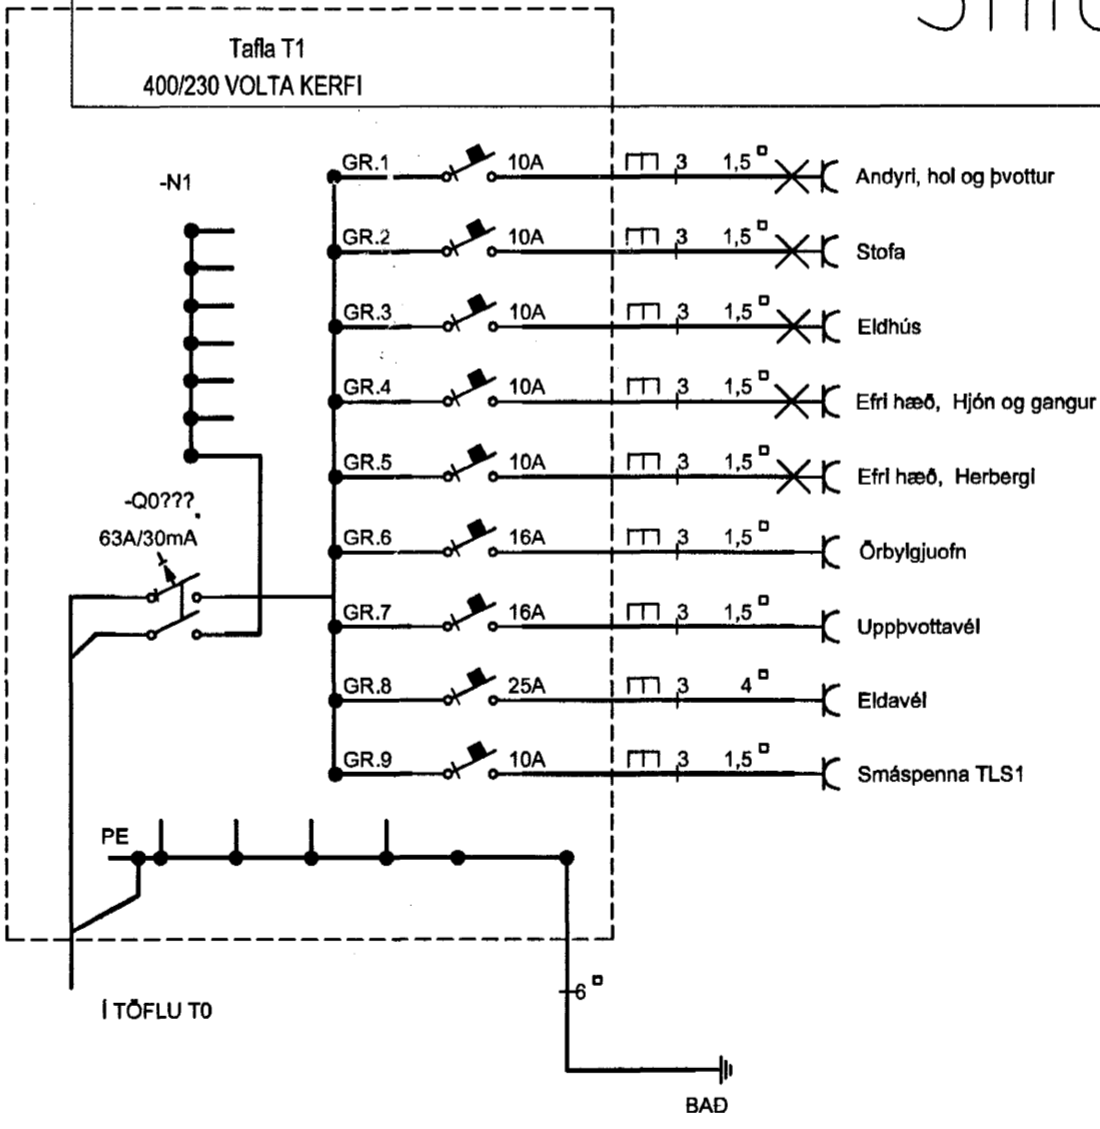 Tafla T1
400/230 VOLTA KERFI
-N1
GR.1 10A 3 1,5 Andyri, hol og þvottur
GR.2 10A 3 1,5 Stofa
GR.3 10A 3 1,5 Eldhús
GR.4 10A 3 1,5 Efri hæð, Hjón og gangur
GR.5 10A 3 1,5 Efri hæð, Herbergi
-Q0???
63A/30mA
GR.6 16A 3 1,5 Örbylgjuofn
GR.7 16A 3 1,5 Uppþvottavél
GR.8 25A 3 4 Eldavél
GR.9 10A 3 1,5 Smáspenna TLS1
PE
6
Í TÖFLU T0
BAÐ